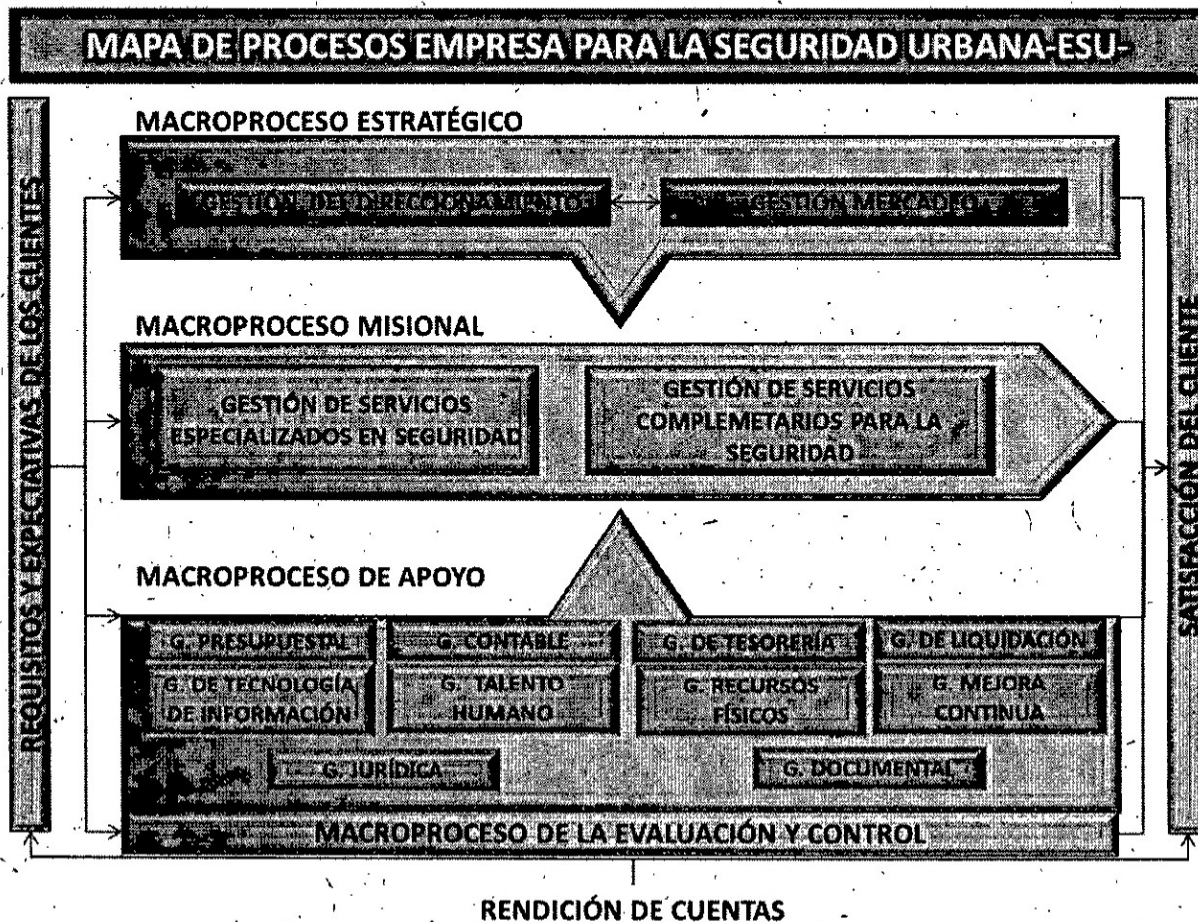 MAPA DE PROCESOS EMPRESA PARA LA SEGURIDAD URBANA-ESU-
REQUISITOS Y EXPECTATIVAS DE LOS CLIENTES
MACROPROCESO ESTRATÉGICO
GESTIÓN DEL DIRECCIONAMIENTO
GESTIÓN MERCADEO
MACROPROCESO MISIONAL
GESTIÓN DE SERVICIOS
ESPECIALIZADOS EN SEGURIDAD
GESTIÓN DE SERVICIOS
COMPLEMETARIOS PARA LA
SEGURIDAD
MACROPROCESO DE APOYO
G. PRESUPUESTAL
G. CONTABLE
G. DE TESORERÍA
G. DE LIQUIDACIÓN
G. DE TECNOLOGÍA
DE INFORMACIÓN
G. TALENTO
HUMANO
G. RECURSOS
FÍSICOS
G. MEJORA
CONTINUA
G. JURÍDICA
G. DOCUMENTAL
MACROPROCESO DE LA EVALUACIÓN Y CONTROL
SATISFACCIÓN DEL CLIENTE
RENDICIÓN DE CUENTAS